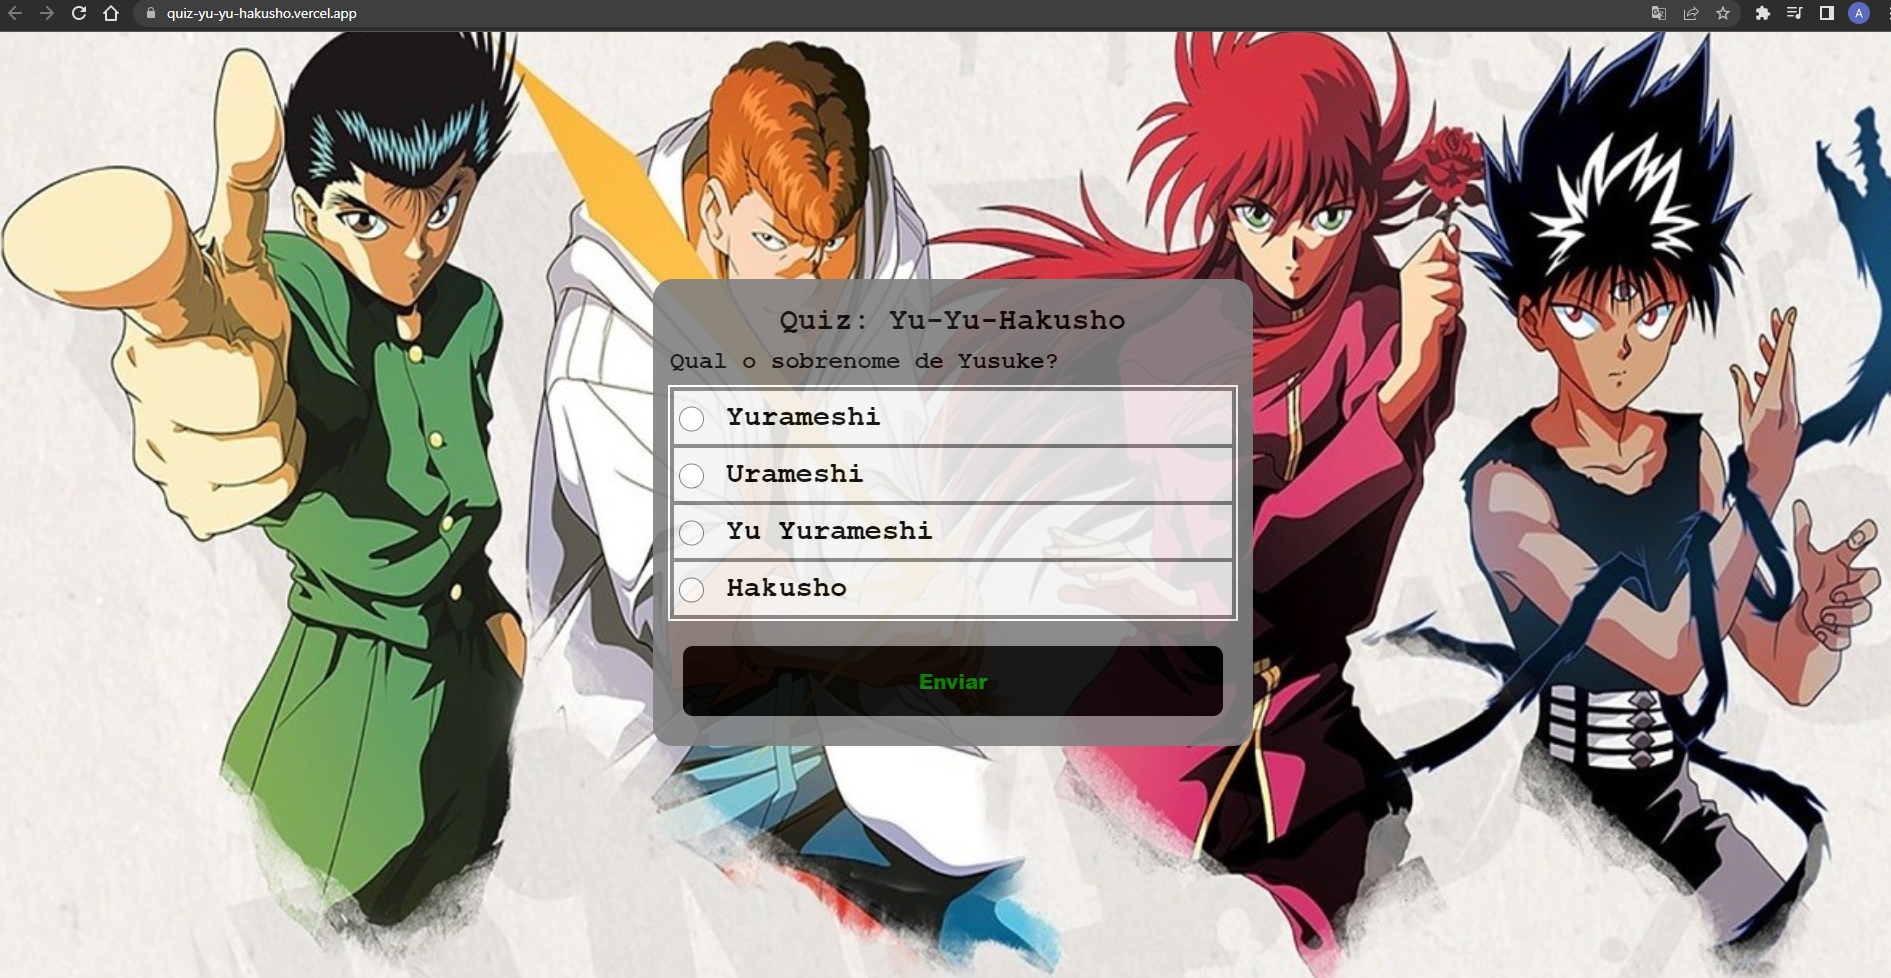 quiz-yu-yu-hakusho.vercel.app
A
Quiz: Yu-Yu-Hakusho
Qual o sobrenome de Yusuke?
Yurameshi
Urameshi
Yu Yurameshi
Hakusho
Enviar